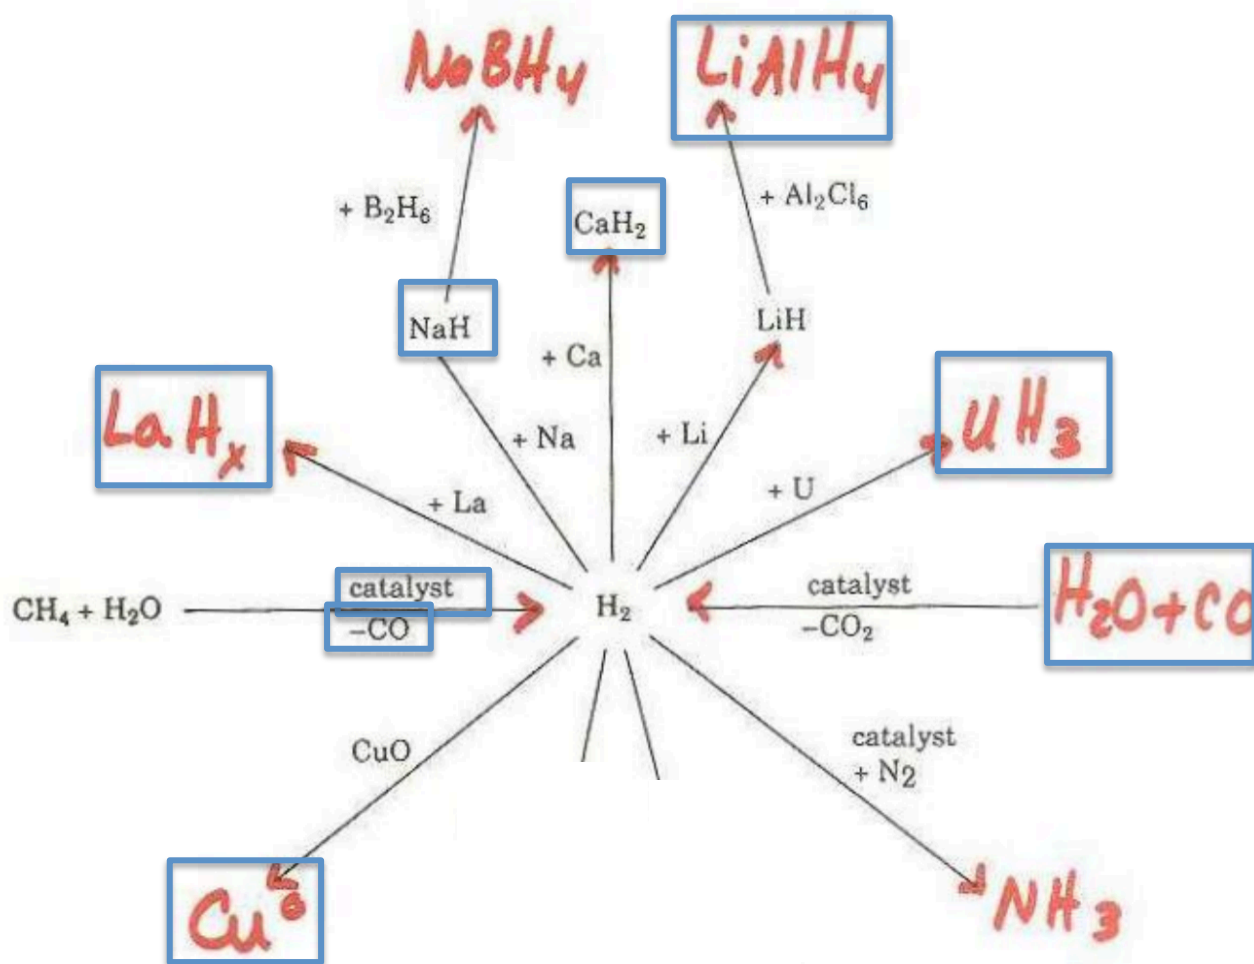 NaBH4
LiAlH4
+ B₂H₆
CaH₂
+ Al₂Cl₆
NaH
LiH
+ Ca
LaHx
+ Na
+ Li
UH3
+ La
+ U
CH₄ + H₂O
catalyst
−CO
H₂
catalyst
−CO₂
H2O+CO
CuO
catalyst
+ N₂
Cu°
NH3